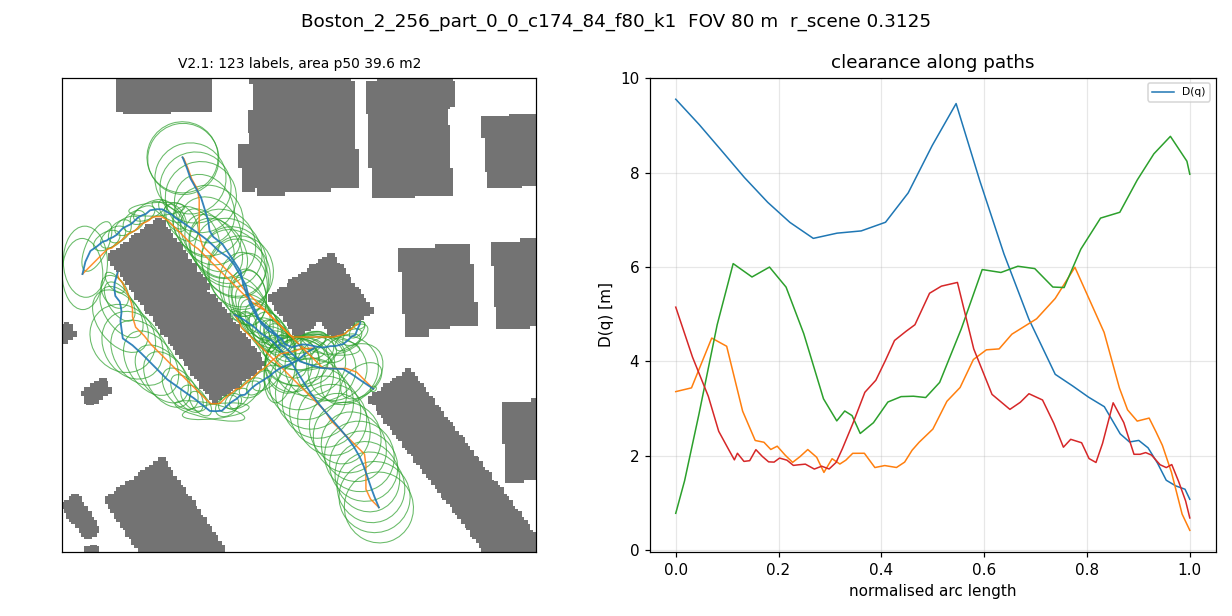 Boston_2_256_part_0_0_c174_84_f80_k1 FOV 80 m r_scene 0.3125
V2.1: 123 labels, area p50 39.6 m2
clearance along paths
D(q)
D(q) [m]
10
8
6
4
2
0
0.0 0.2 0.4 0.6 0.8 1.0
normalised arc length